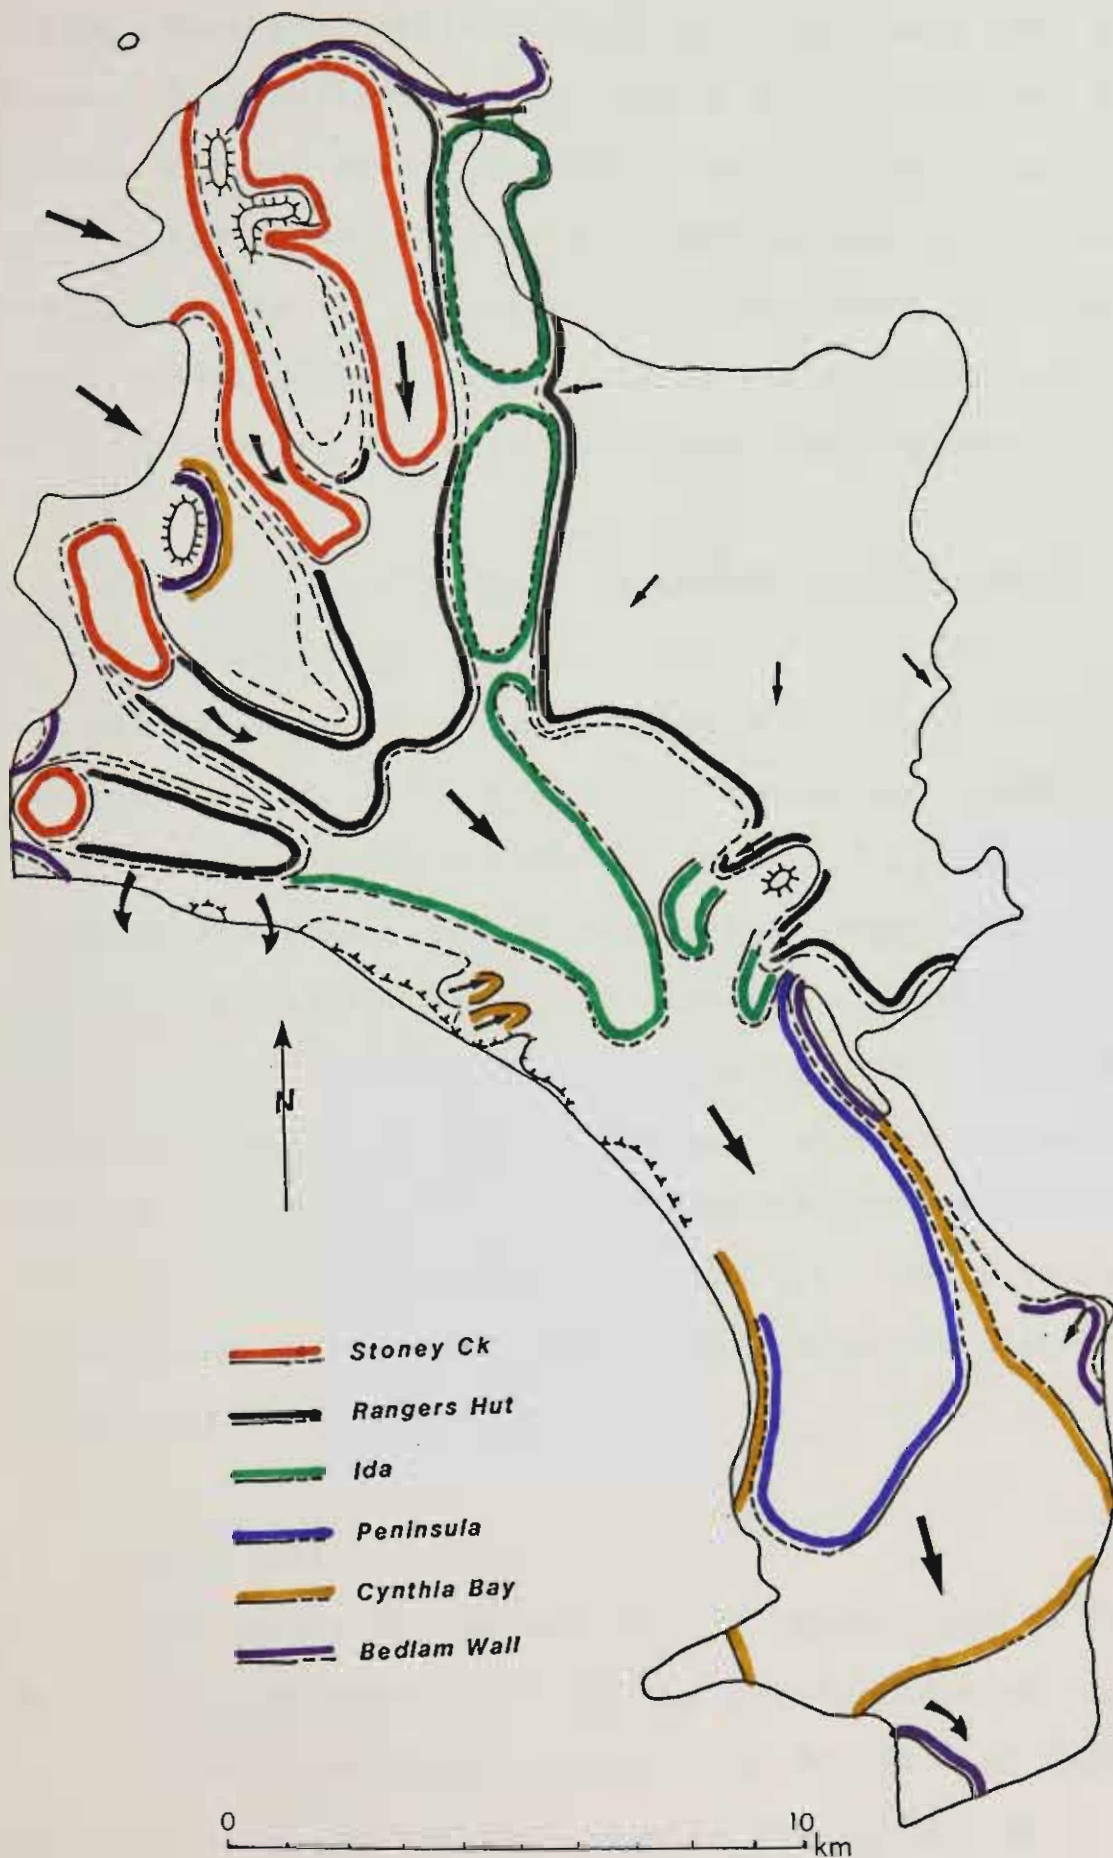 N
Stoney Ck
Rangers Hut
Ida
Peninsula
Cynthia Bay
Bedlam Wall
0 10
km